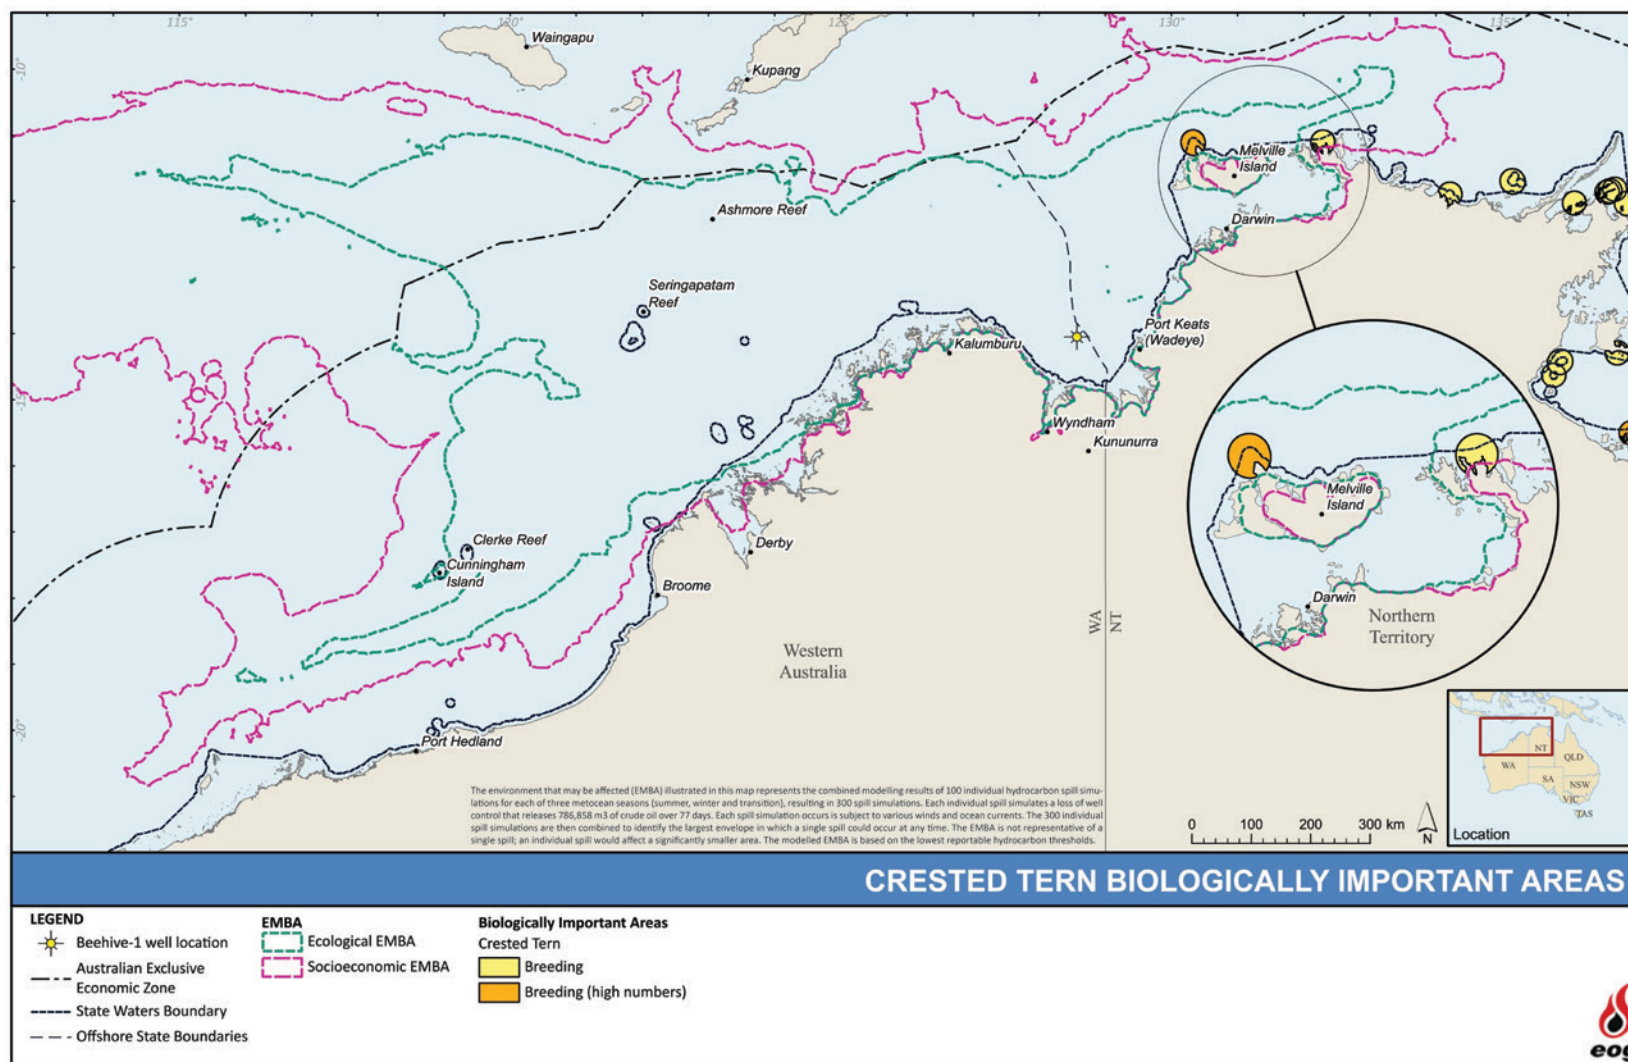 115°
120°
125°
130°
135°
-10°
Waingapu
Kupang
Melville
Island
Ashmore Reef
Darwin
Seringapatam
Reef
Port Keats
(Wadeye)
Kalumburu
-15°
Wyndham
Kununurra
Melville
Island
Clerke Reef
Cunningham
Island
Derby
Broome
Darwin
WA
NT
Northern
Territory
Western
Australia
-20°
Port Hedland
NT
WA
QLD
SA
NSW
VIC
TAS
Location
The environment that may be affected (EMBA) illustrated in this map represents the combined modelling results of 100 individual hydrocarbon spill simu-
lations for each of three metocean seasons (summer, winter and transition), resulting in 300 spill simulations. Each individual spill simulates a loss of well
control that releases 786,858 m3 of crude oil over 77 days. Each spill simulation occurs is subject to various winds and ocean currents. The 300 individual
spill simulations are then combined to identify the largest envelope in which a single spill could occur at any time. The EMBA is not representative of a
single spill; an individual spill would affect a significantly smaller area. The modelled EMBA is based on the lowest reportable hydrocarbon thresholds.
0 100 200 300 km
N
CRESTED TERN BIOLOGICALLY IMPORTANT AREAS
LEGEND
Beehive-1 well location
Australian Exclusive
Economic Zone
State Waters Boundary
Offshore State Boundaries
EMBA
Ecological EMBA
Socioeconomic EMBA
Biologically Important Areas
Crested Tern
Breeding
Breeding (high numbers)